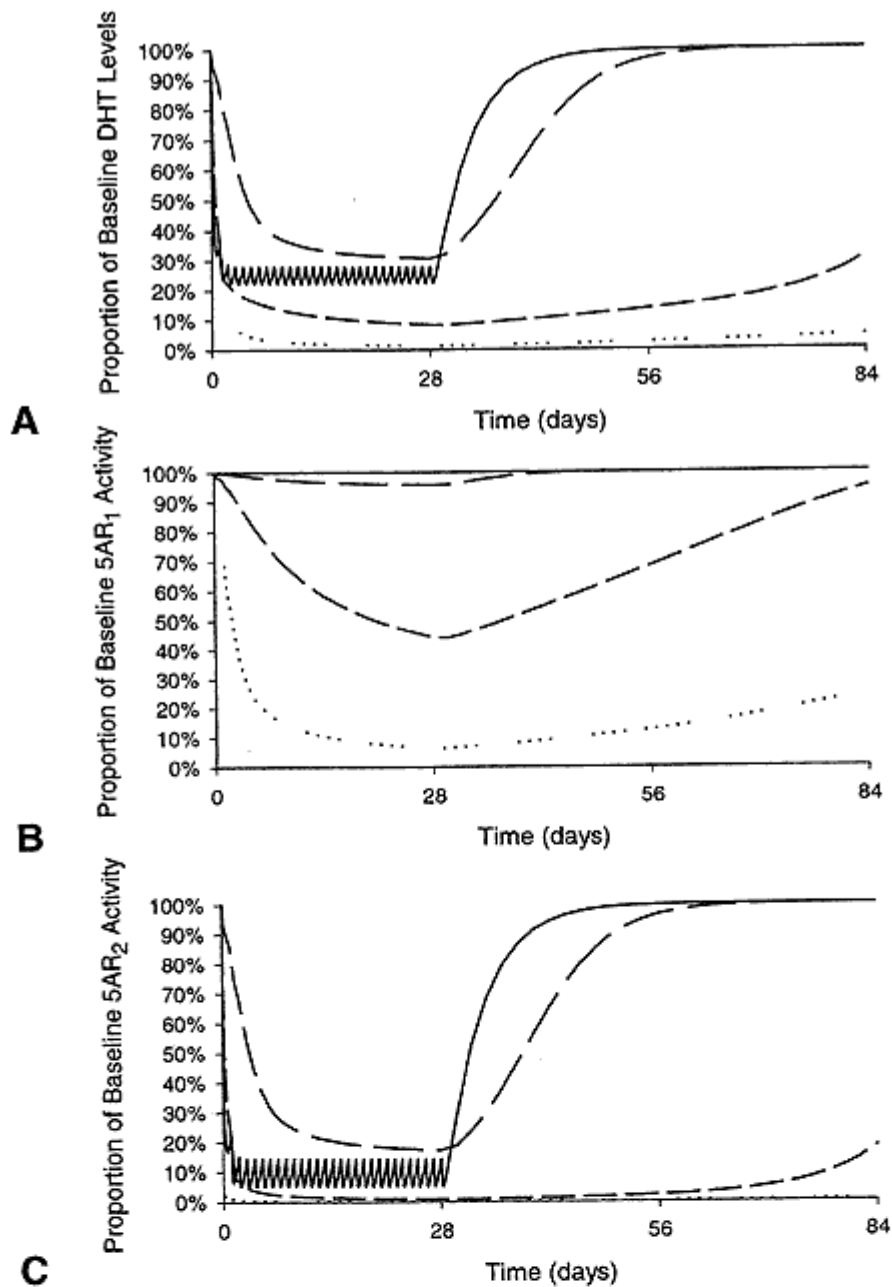 Proportion of Baseline DHT Levels
100%
90%
80%
70%
60%
50%
40%
30%
20%
10%
0%
0 28 56 84
Time (days)
A
Proportion of Baseline 5AR1 Activity
100%
90%
80%
70%
60%
50%
40%
30%
20%
10%
0%
0 28 56 84
Time (days)
B
Proportion of Baseline 5AR2 Activity
100%
90%
80%
70%
60%
50%
40%
30%
20%
10%
0%
0 28 56 84
Time (days)
C